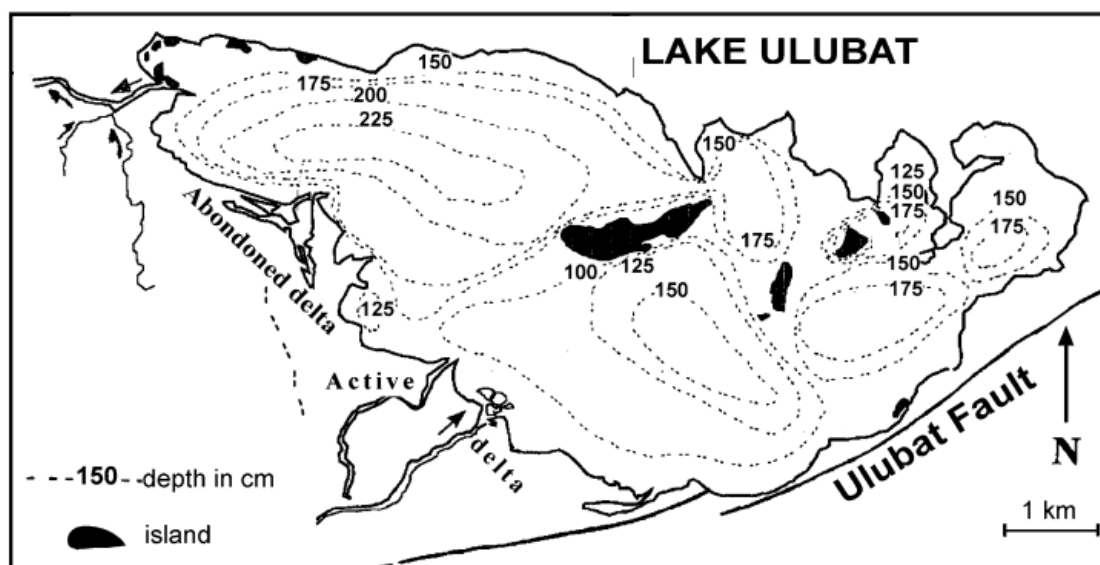 LAKE ULUBAT
150
175
200
225
150
125
150
175
150
175
175
150
175
100
125
150
125
Abondoned delta
Active
delta
Ulubat Fault
N
1 km
- - -150- - -depth in cm
island